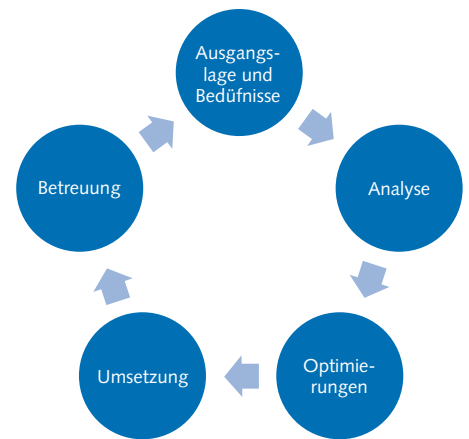 Ausgangs-
lage und
Bedüfnisse
Analyse
Optimie-
rungen
Umsetzung
Betreuung